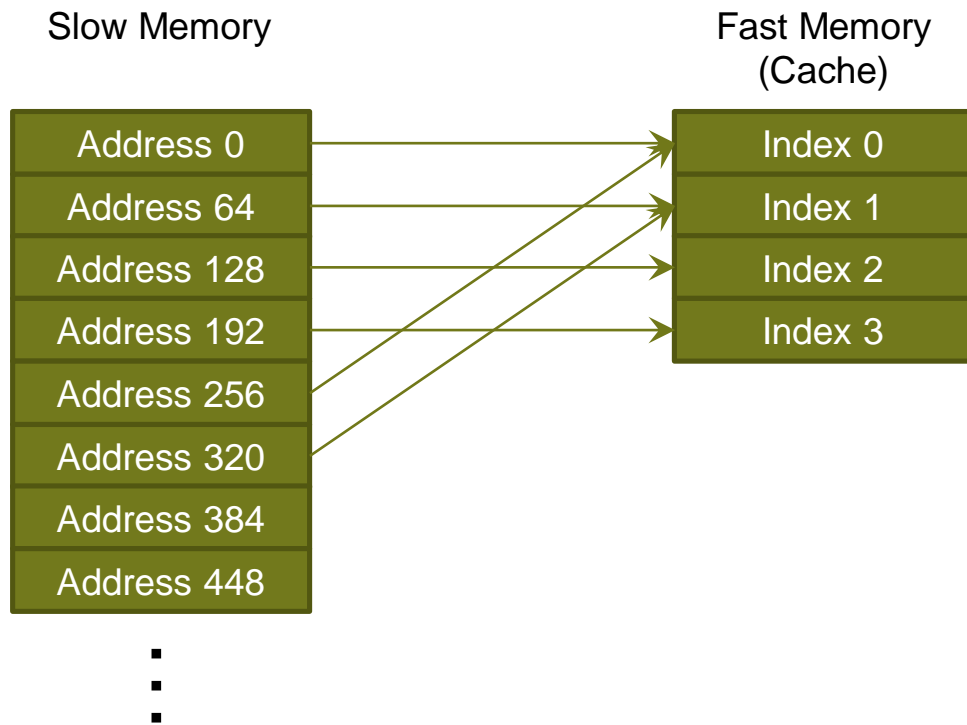 Slow Memory
Fast Memory
(Cache)
Address 0
Address 64
Address 128
Address 192
Address 256
Address 320
Address 384
Address 448
Index 0
Index 1
Index 2
Index 3